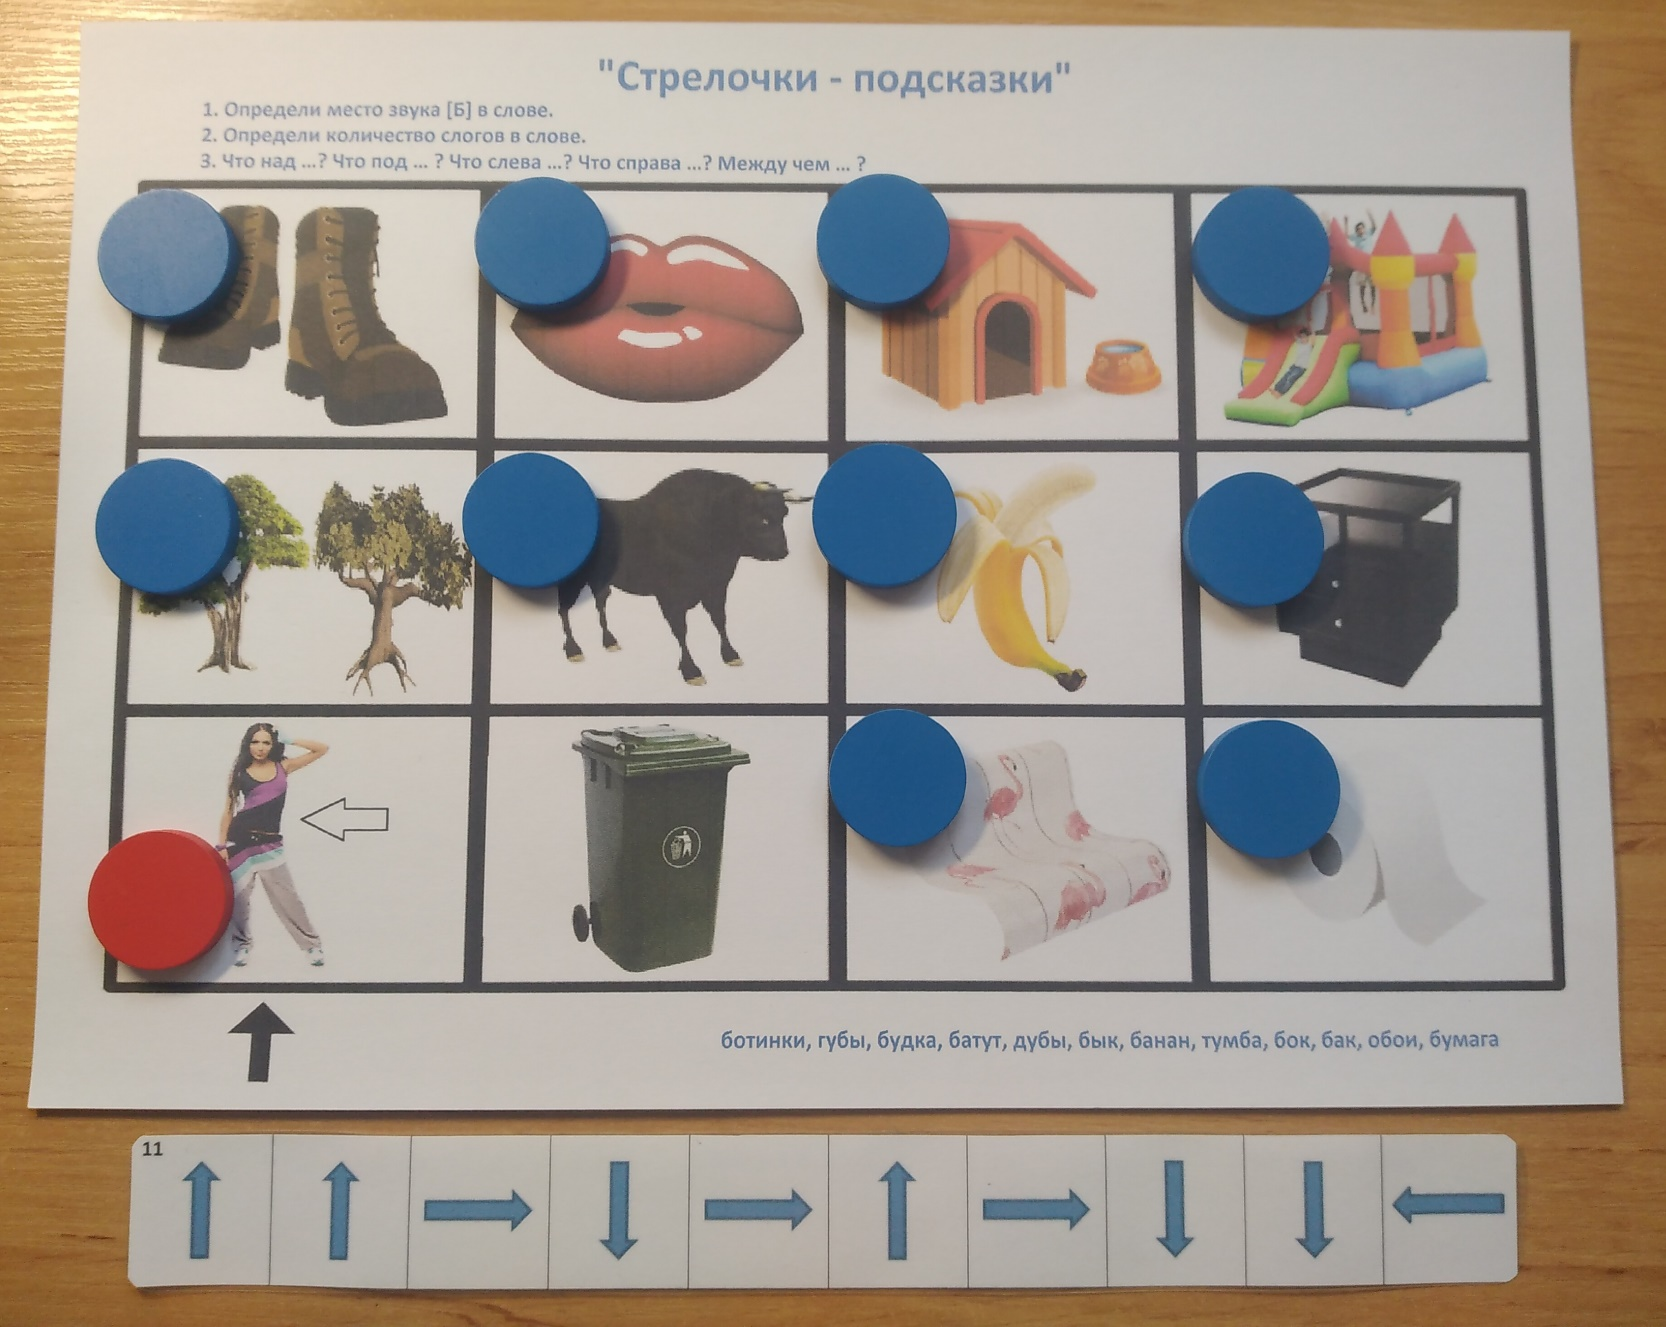 "Стрелочки - подсказки"
1. Определи место звука [Б] в слове.
2. Определи количество слогов в слове.
3. Что над ...? Что под ... ? Что слева ...? Что справа ...? Между чем ... ?
ботинки, губы, будка, батут, дубы, бык, банан, тумба, бок, бак, обои, бумага
11